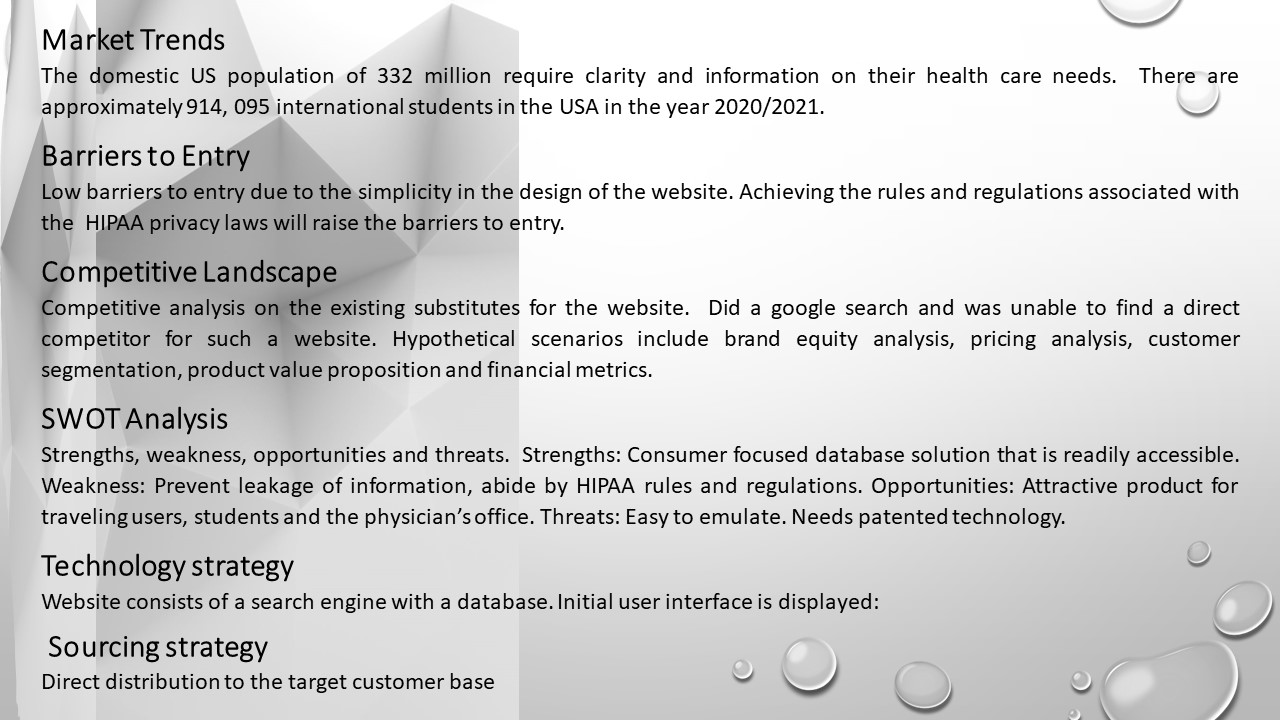 Market Trends
The domestic US population of 332 million require clarity and information on their health care needs. There are
approximately 914, 095 international students in the USA in the year 2020/2021.
Barriers to Entry
Low barriers to entry due to the simplicity in the design of the website. Achieving the rules and regulations associated with
the HIPAA privacy laws will raise the barriers to entry.
Competitive Landscape
Competitive analysis on the existing substitutes for the website. Did a google search and was unable to find a direct
competitor for such a website. Hypothetical scenarios include brand equity analysis, pricing analysis, customer
segmentation, product value proposition and financial metrics.
SWOT Analysis
Strengths, weakness, opportunities and threats. Strengths: Consumer focused database solution that is readily accessible.
Weakness: Prevent leakage of information, abide by HIPAA rules and regulations. Opportunities: Attractive product for
traveling users, students and the physician's office. Threats: Easy to emulate. Needs patented technology.
Technology strategy
Website consists of a search engine with a database. Initial user interface is displayed:
Sourcing strategy
Direct distribution to the target customer base